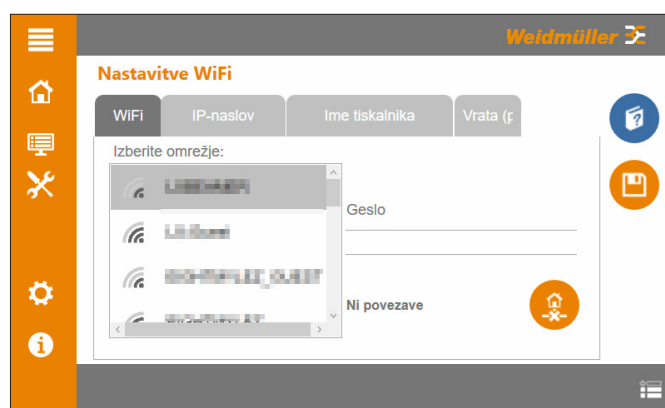 Weidmüller
Nastavitve WiFi
WiFi
IP-naslov
Ime tiskalnika
Vrata (p
Izberite omrežje:
Geslo
Ni povezave